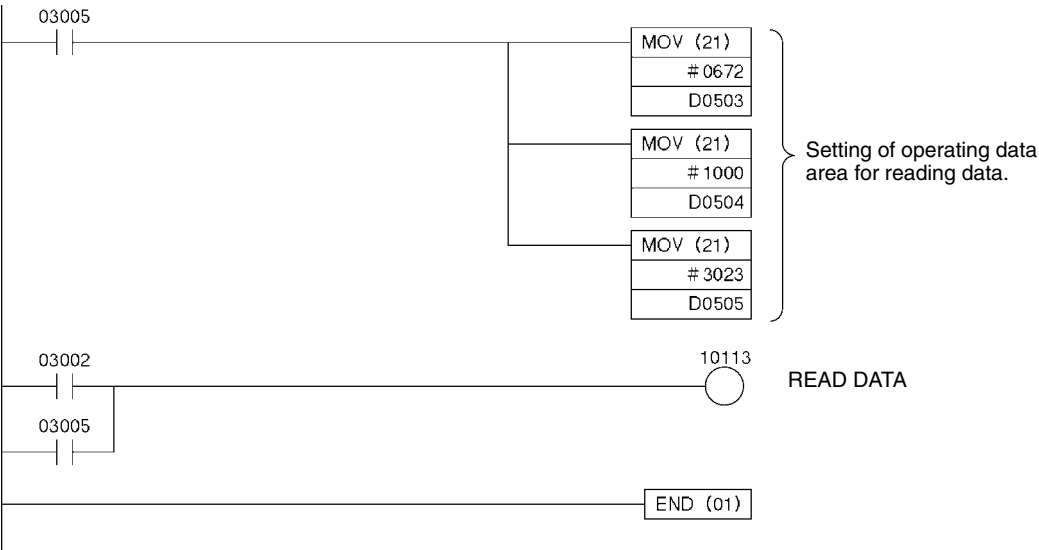 03005
MOV (21)
# 0672
D0503
MOV (21)
# 1000
D0504
MOV (21)
# 3023
D0505
Setting of operating data
area for reading data.
03002
10113
READ DATA
03005
END (01)